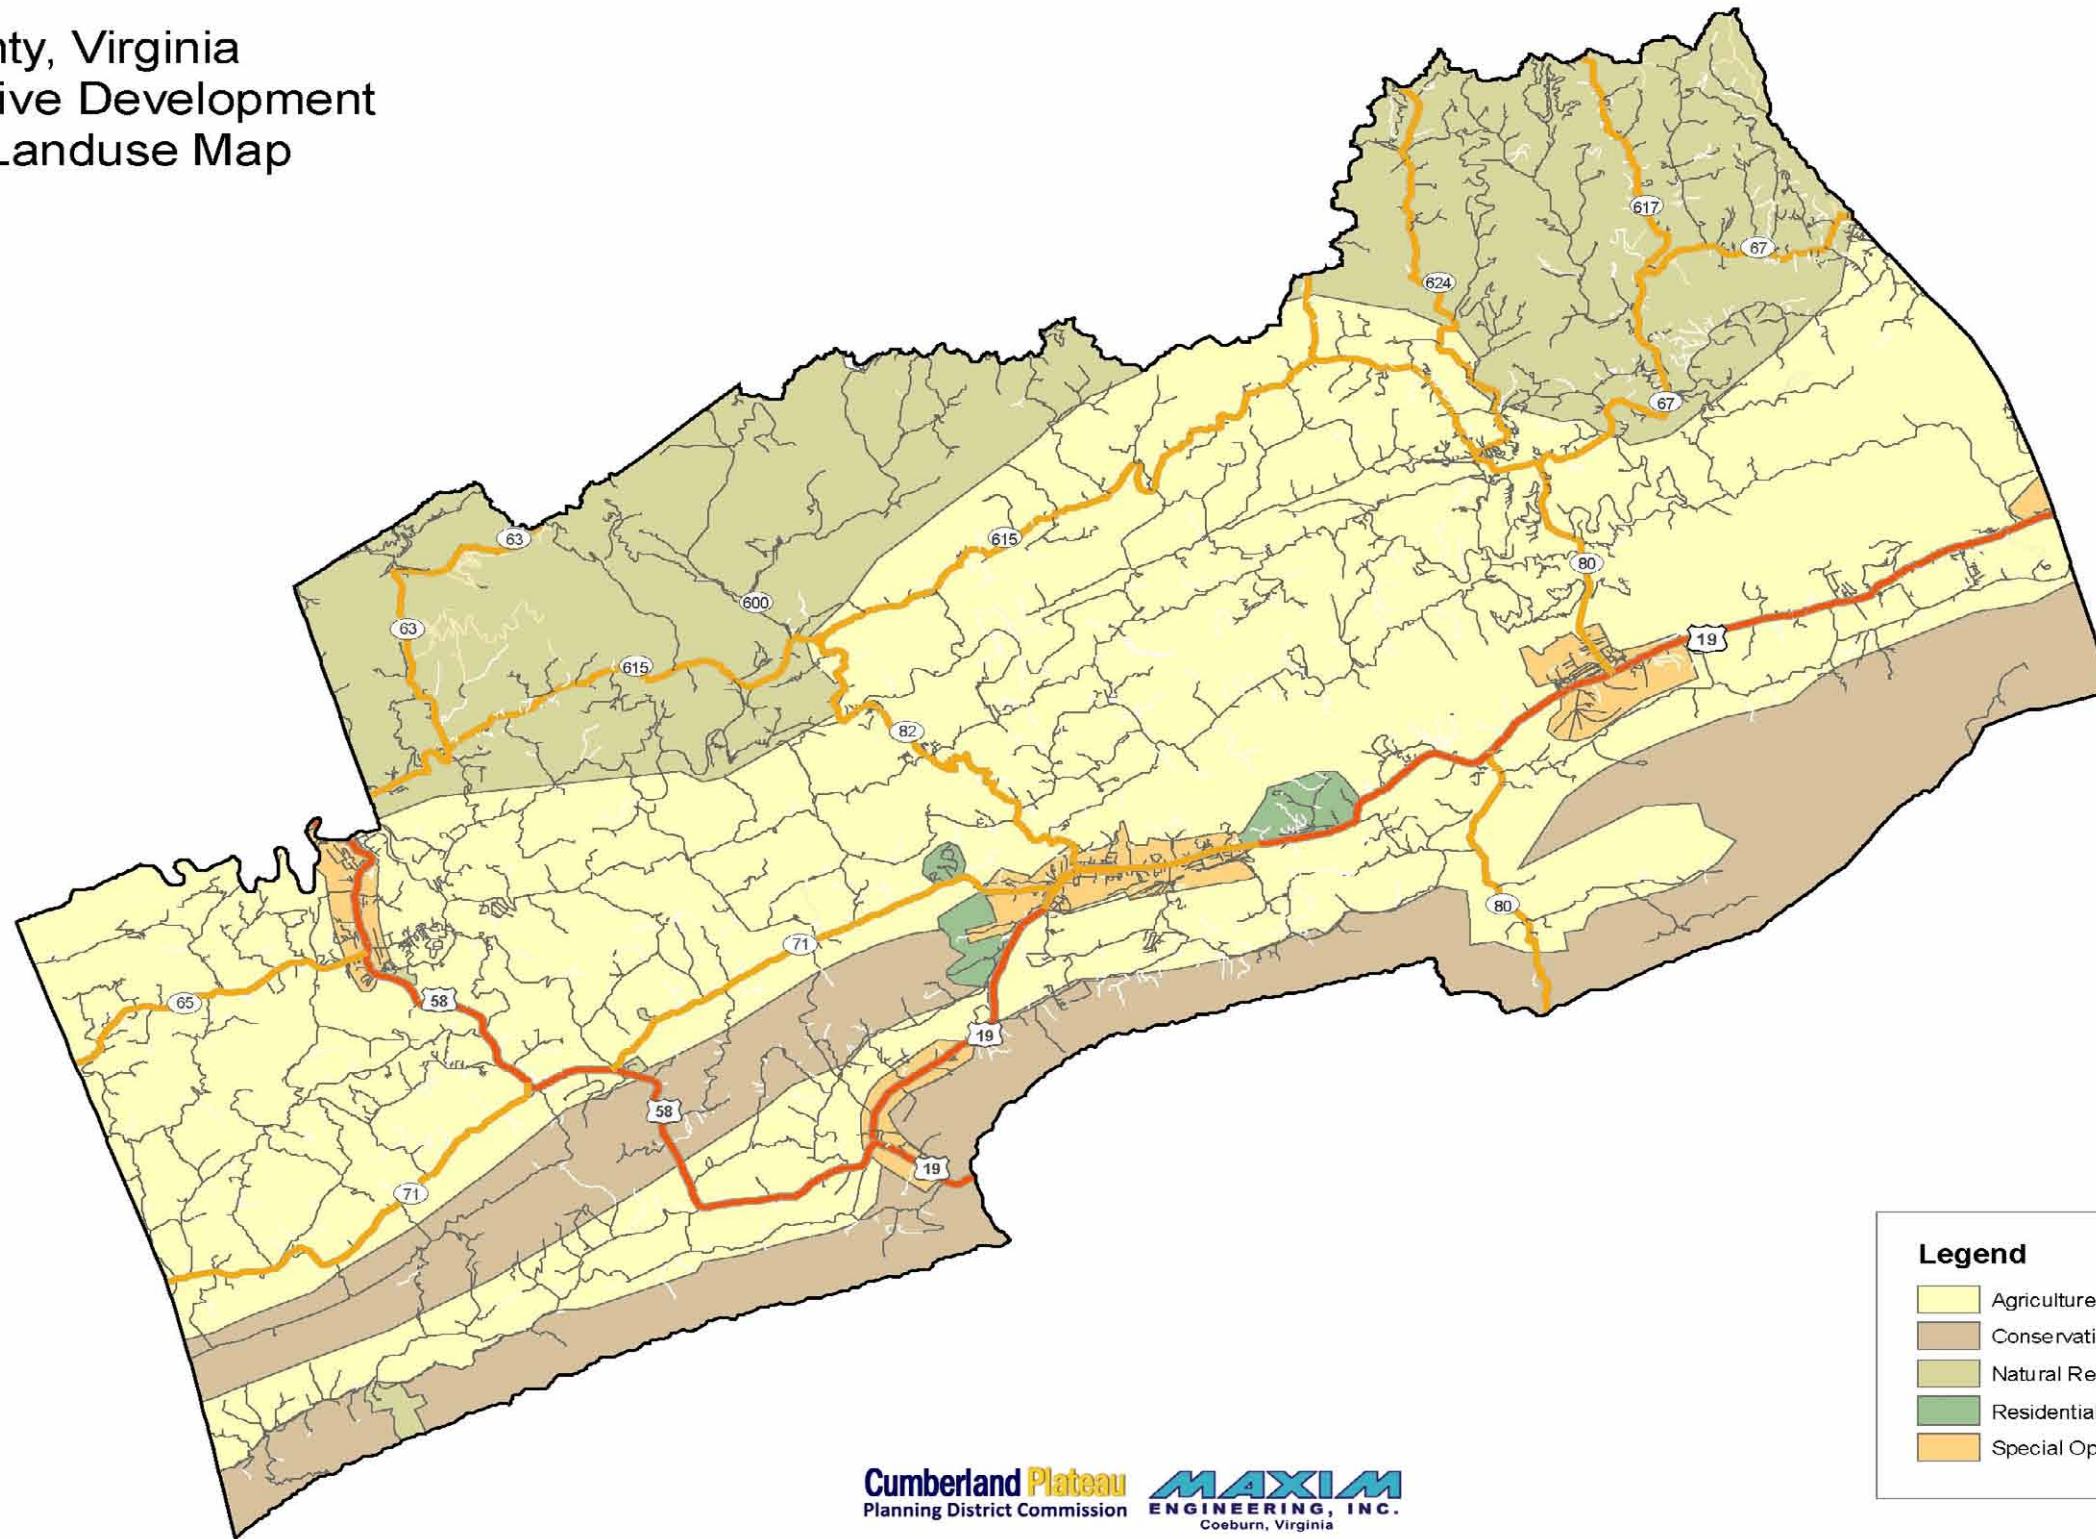 nty, Virginia
ive Development
Landuse Map
617
67
624
67
63
615
600
80
63
19
615
82
80
71
65
58
19
58
19
71
Legend
Agriculture
Conservati
Natural Re
Residential
Special Op
Cumberland Plateau
Planning District Commission
MAXIM
ENGINEERING, INC.
Coeburn, Virginia